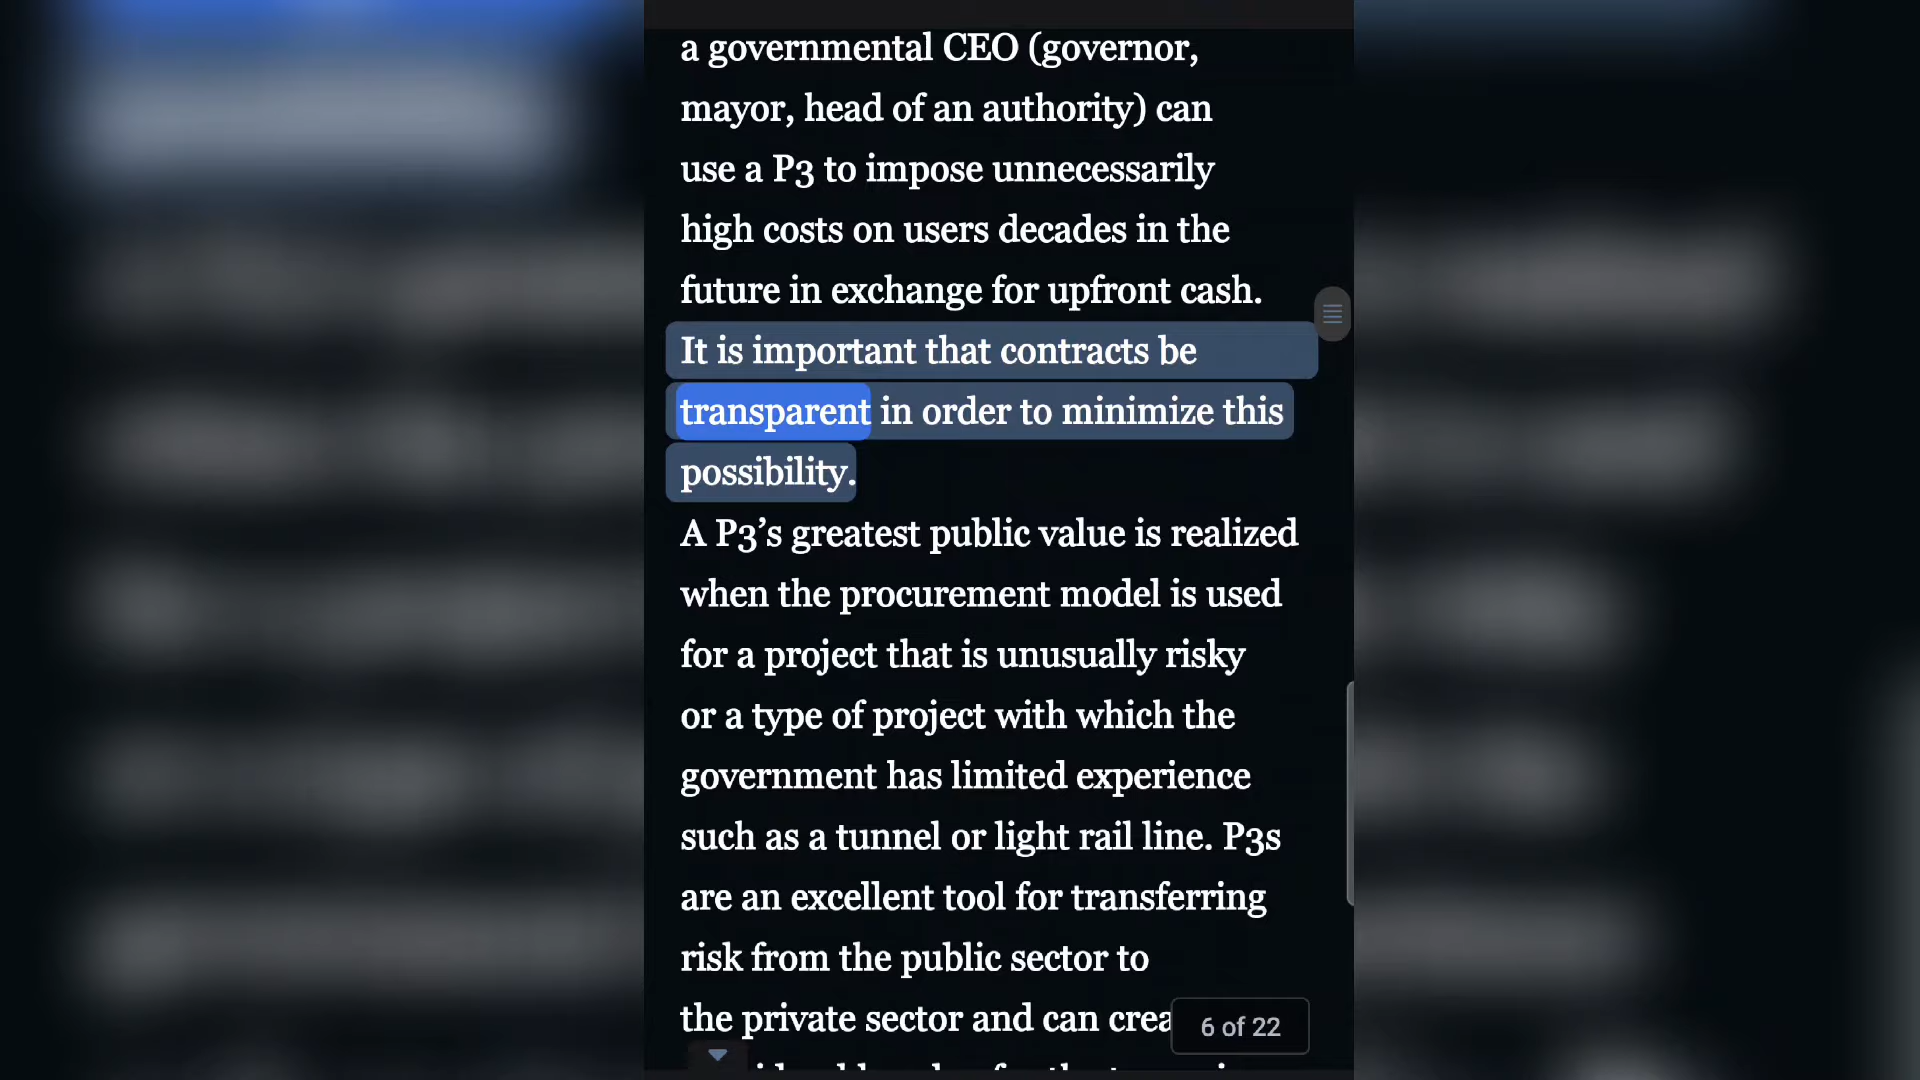 a governmental CEO (governor,
mayor, head of an authority) can
use a P3 to impose unnecessarily
high costs on users decades in the
future in exchange for upfront cash.
It is important that contracts be
transparent in order to minimize this
possibility.
A P3’s greatest public value is realized
when the procurement model is used
for a project that is unusually risky
or a type of project with which the
government has limited experience
such as a tunnel or light rail line. P3s
are an excellent tool for transferring
risk from the public sector to
the private sector and can
6 of 22